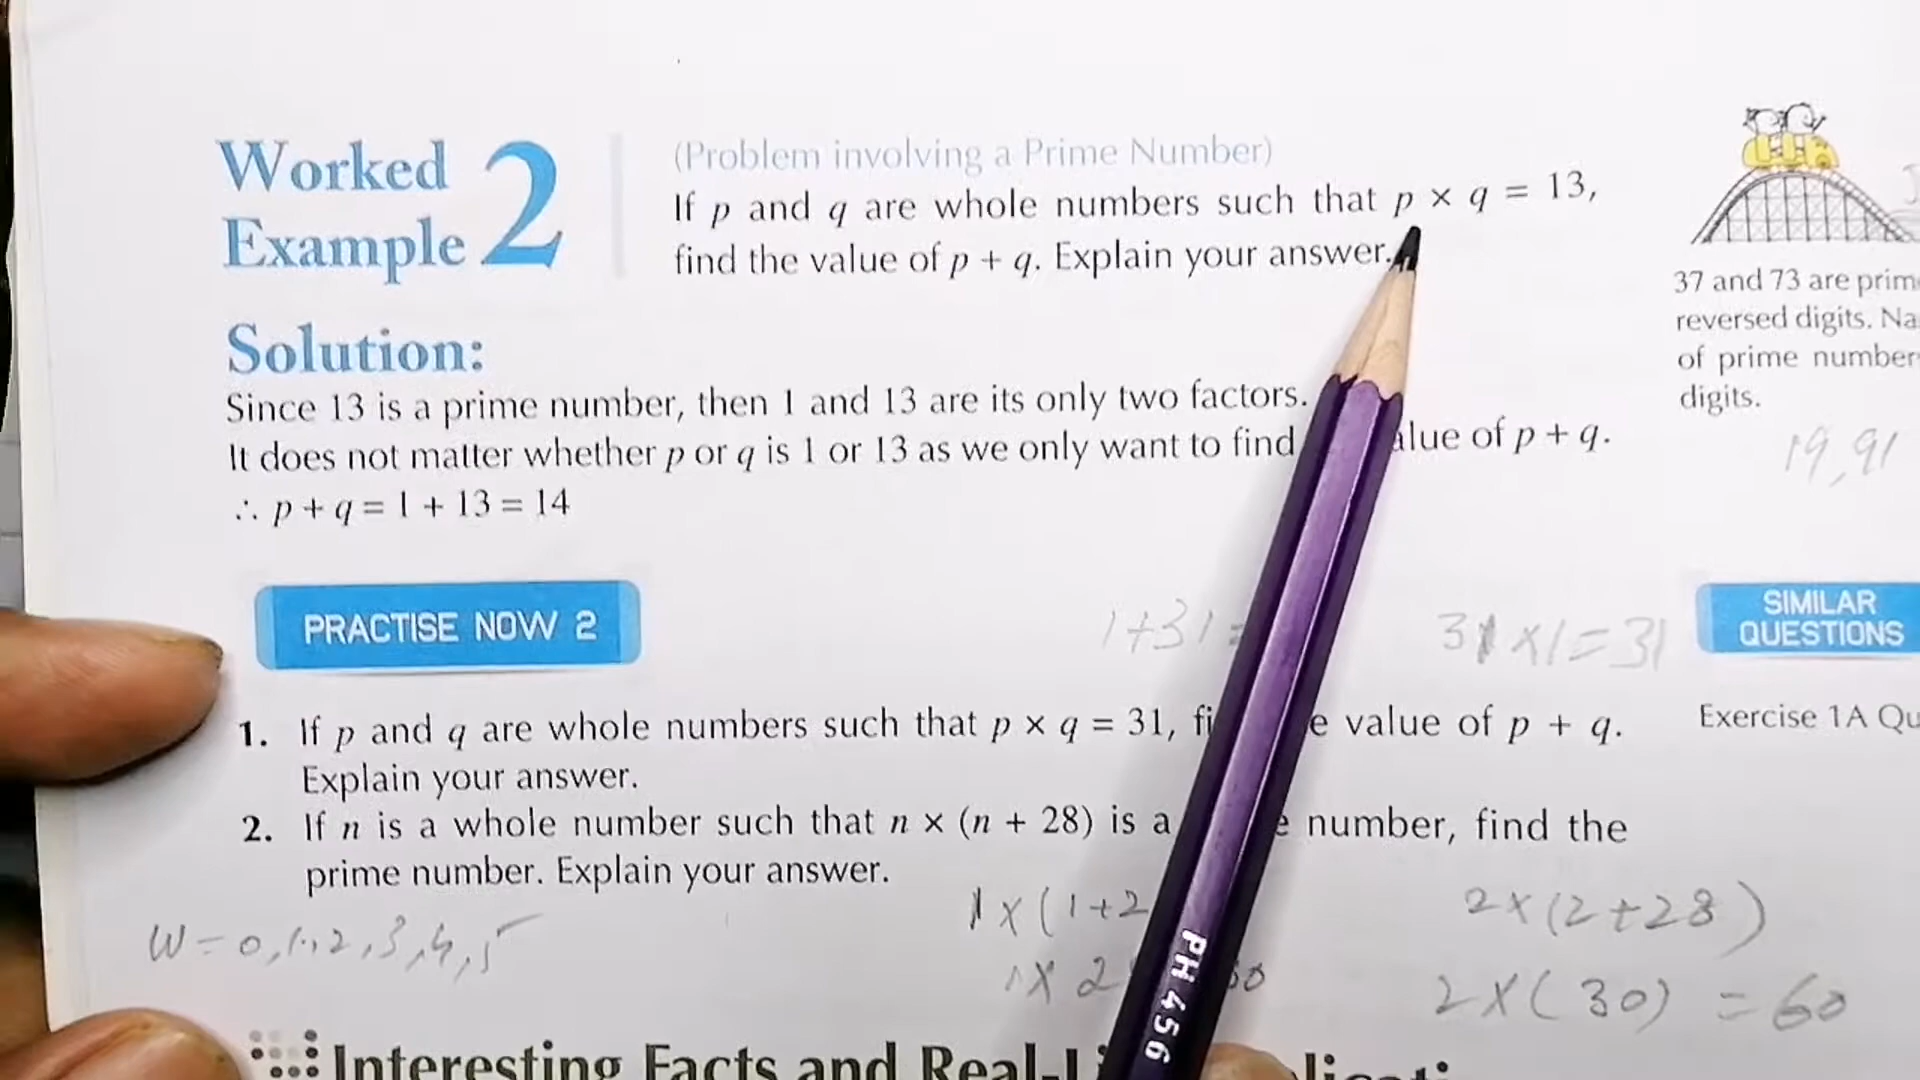 Worked
Example 2
(Problem involving a Prime Number)
If p and q are whole numbers such that p × q = 13,
find the value of p + q. Explain your answer.
Solution:
Since 13 is a prime number, then 1 and 13 are its only two factors.
It does not matter whether p or q is 1 or 13 as we only want to find alue of p + q.
∴ p + q = 1 + 13 = 14
37 and 73 are prim
reversed digits. Na
of prime number
digits.
19,91
PRACTISE NOW 2
1+31=
31×1=31
SIMILAR
QUESTIONS
1. If p and q are whole numbers such that p × q = 31, fi e value of p + q.
Explain your answer.
Exercise 1A Qu
2. If n is a whole number such that n × (n + 28) is a e number, find the
prime number. Explain your answer.
W=0,1,2,3,4,5
1×(1+2
1×2
2×(2+28)
2×(30)=60
PH 456
Interesting Facts and Real-Li